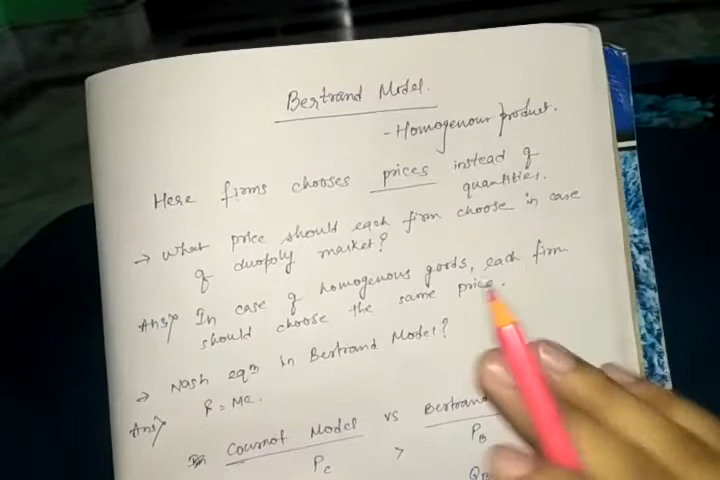 Bertrand Model.
- Homogenous product.
Here firms chooses prices instead of quantities.
→ What price should each firm choose in case
of duopoly market?
Ans) In case of homogenous goods, each firm
should choose the same price.
→ Nash eqm in Bertrand Model?
Ans) P = MC.
Cournot Model vs Bertrand
Pc > PB